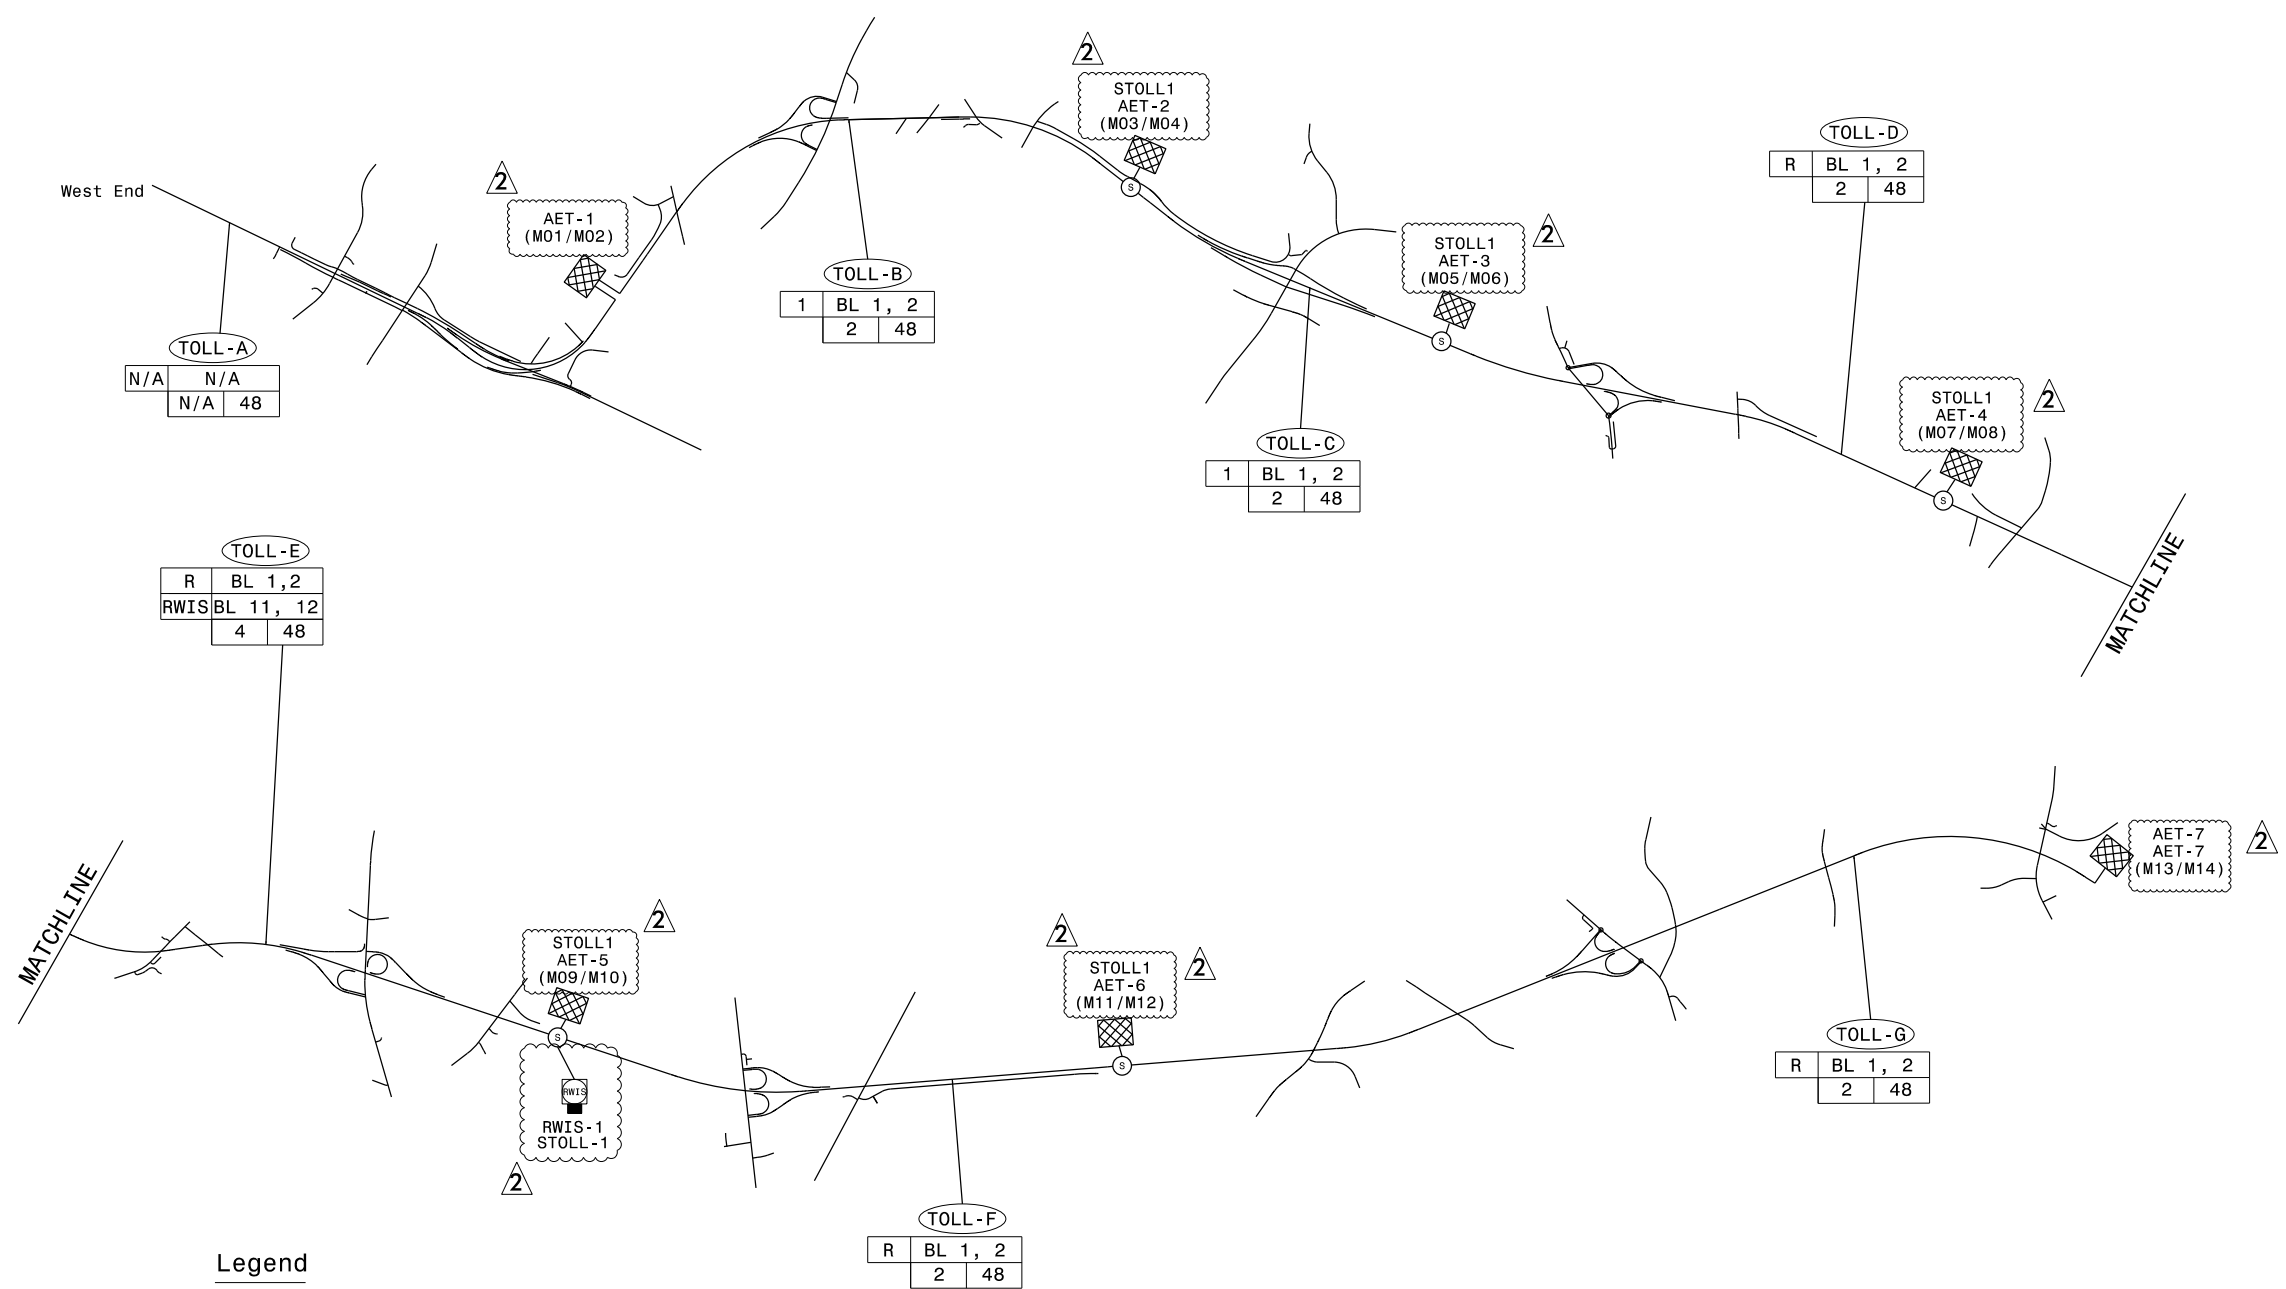 2
STOLL1
AET-2
(M03/M04)
TOLL-D
R BL 1, 2
2 48
West End
2
AET-1
(M01/M02)
2
STOLL1
AET-3
(M05/M06)
TOLL-B
1 BL 1, 2
2 48
S
S
TOLL-A
N/A N/A
N/A 48
2
STOLL1
AET-4
(M07/M08)
S
TOLL-C
1 BL 1, 2
2 48
MATCHLINE
TOLL-E
R BL 1,2
RWIS BL 11, 12
4 48
MATCHLINE
2
STOLL1
AET-5
(M09/M10)
S
RWIS
RWIS-1
STOLL-1
2
2
2
STOLL1
AET-6
(M11/M12)
S
2
AET-7
AET-7
(M13/M14)
TOLL-G
R BL 1, 2
2 48
TOLL-F
R BL 1, 2
2 48
Legend